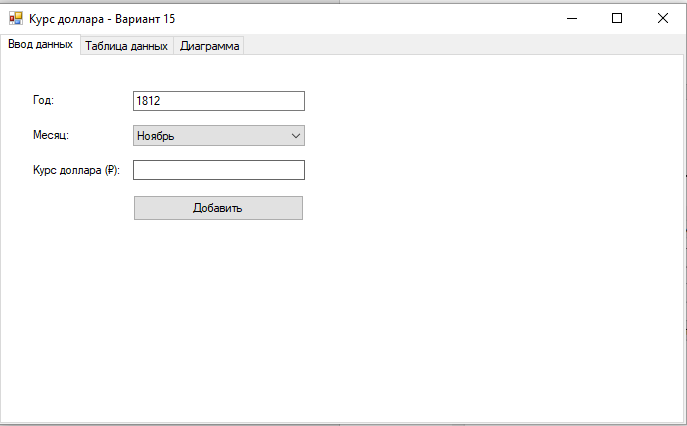 Курс доллара - Вариант 15
Ввод данных Таблица данных Диаграмма
Год: 1812
Месяц: Ноябрь
Курс доллара (₽):
Добавить